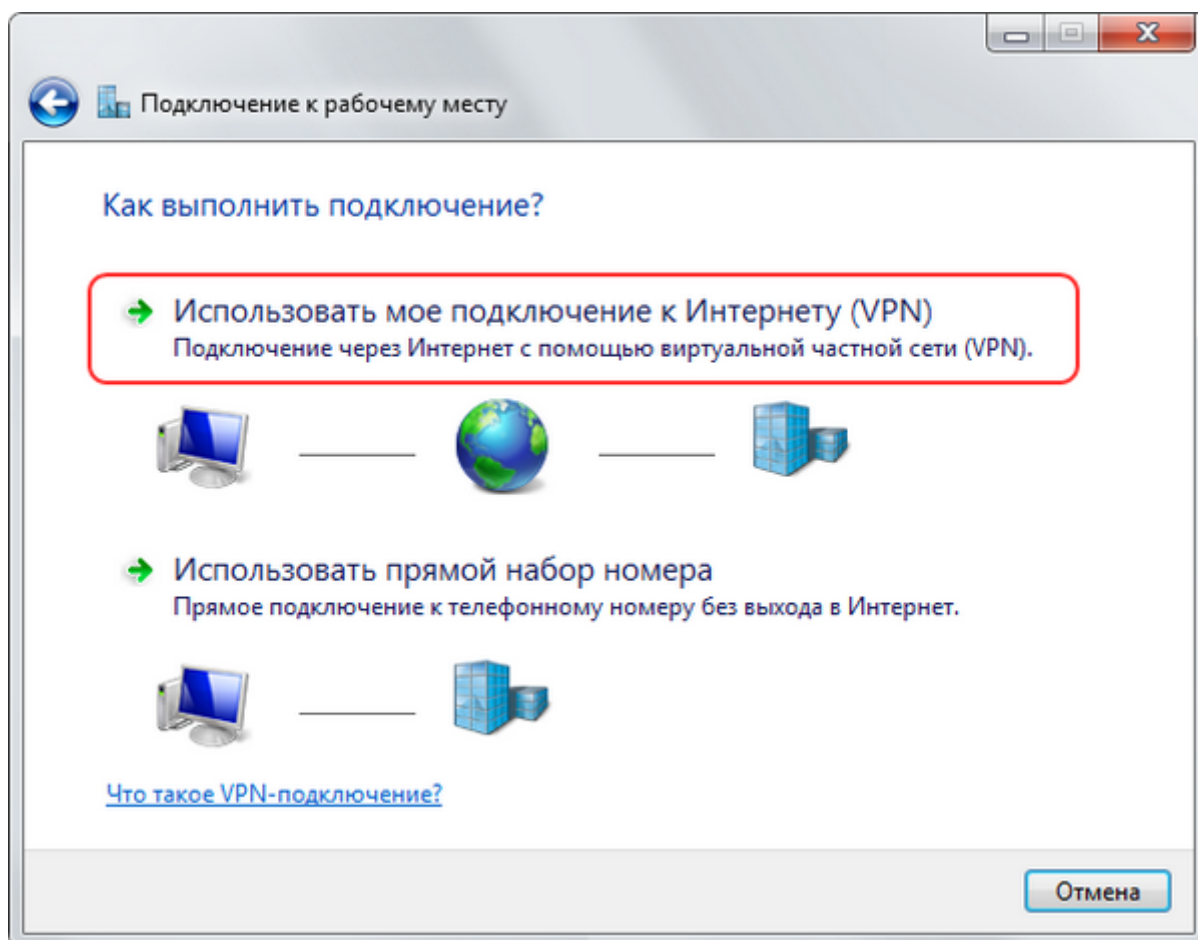 Подключение к рабочему месту
Как выполнить подключение?
Использовать мое подключение к Интернету (VPN)
Подключение через Интернет с помощью виртуальной частной сети (VPN).
Использовать прямой набор номера
Прямое подключение к телефонному номеру без выхода в Интернет.
Что такое VPN-подключение?
Отмена